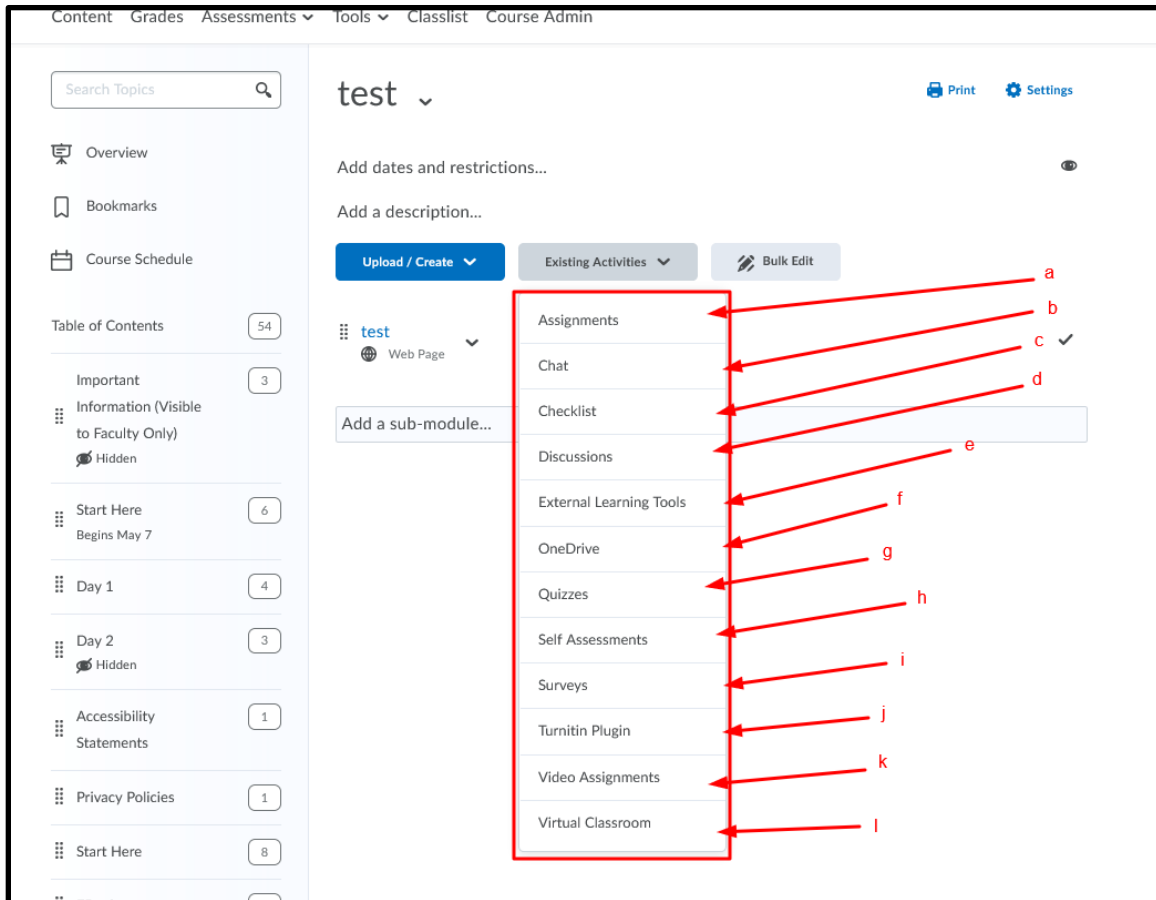 Content Grades Assessments Tools Classlist Course Admin
Search Topics
Overview
Bookmarks
Course Schedule
Table of Contents 54
Important
Information (Visible
to Faculty Only)
3
Hidden
Start Here 6
Begins May 7
Day 1 4
Day 2 3
Hidden
Accessibility
Statements
1
Privacy Policies 1
Start Here 8
test
Print Settings
Add dates and restrictions...
Add a description...
Upload / Create Existing Activities Bulk Edit
test
Web Page
Add a sub-module...
Assignments
Chat
Checklist
Discussions
External Learning Tools
OneDrive
Quizzes
Self Assessments
Surveys
Turnitin Plugin
Video Assignments
Virtual Classroom
a
b
c
d
e
f
g
h
i
j
k
l